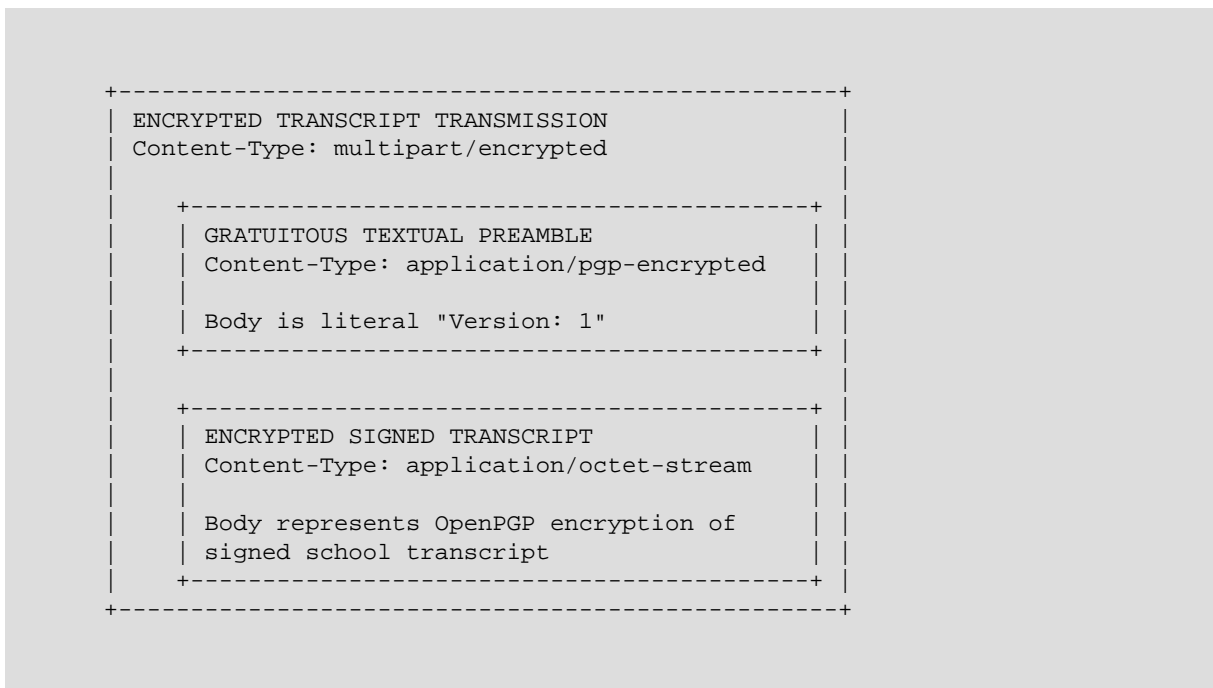 +--------------------------------------------------+
| ENCRYPTED TRANSCRIPT TRANSMISSION                |
| Content-Type: multipart/encrypted                |
|                                                  |
|    +-------------------------------------------+ |
|    | GRATUITOUS TEXTUAL PREAMBLE               | |
|    | Content-Type: application/pgp-encrypted   | |
|    |                                           | |
|    | Body is literal "Version: 1"              | |
|    +-------------------------------------------+ |
|                                                  |
|    +-------------------------------------------+ |
|    | ENCRYPTED SIGNED TRANSCRIPT               | |
|    | Content-Type: application/octet-stream    | |
|    |                                           | |
|    | Body represents OpenPGP encryption of     | |
|    | signed school transcript                  | |
|    +-------------------------------------------+ |
+--------------------------------------------------+